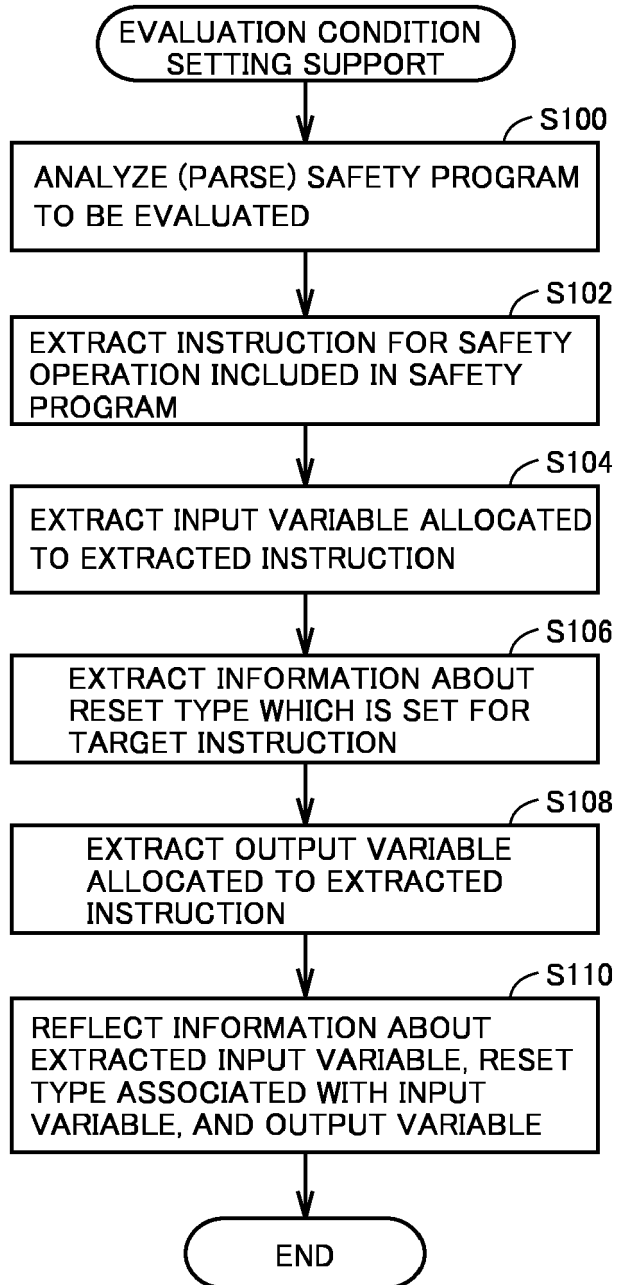 EVALUATION CONDITION
SETTING SUPPORT
S100
ANALYZE (PARSE) SAFETY PROGRAM
TO BE EVALUATED
S102
EXTRACT INSTRUCTION FOR SAFETY
OPERATION INCLUDED IN SAFETY
PROGRAM
S104
EXTRACT INPUT VARIABLE ALLOCATED
TO EXTRACTED INSTRUCTION
S106
EXTRACT INFORMATION ABOUT
RESET TYPE WHICH IS SET FOR
TARGET INSTRUCTION
S108
EXTRACT OUTPUT VARIABLE
ALLOCATED TO EXTRACTED
INSTRUCTION
S110
REFLECT INFORMATION ABOUT
EXTRACTED INPUT VARIABLE, RESET
TYPE ASSOCIATED WITH INPUT
VARIABLE, AND OUTPUT VARIABLE
END